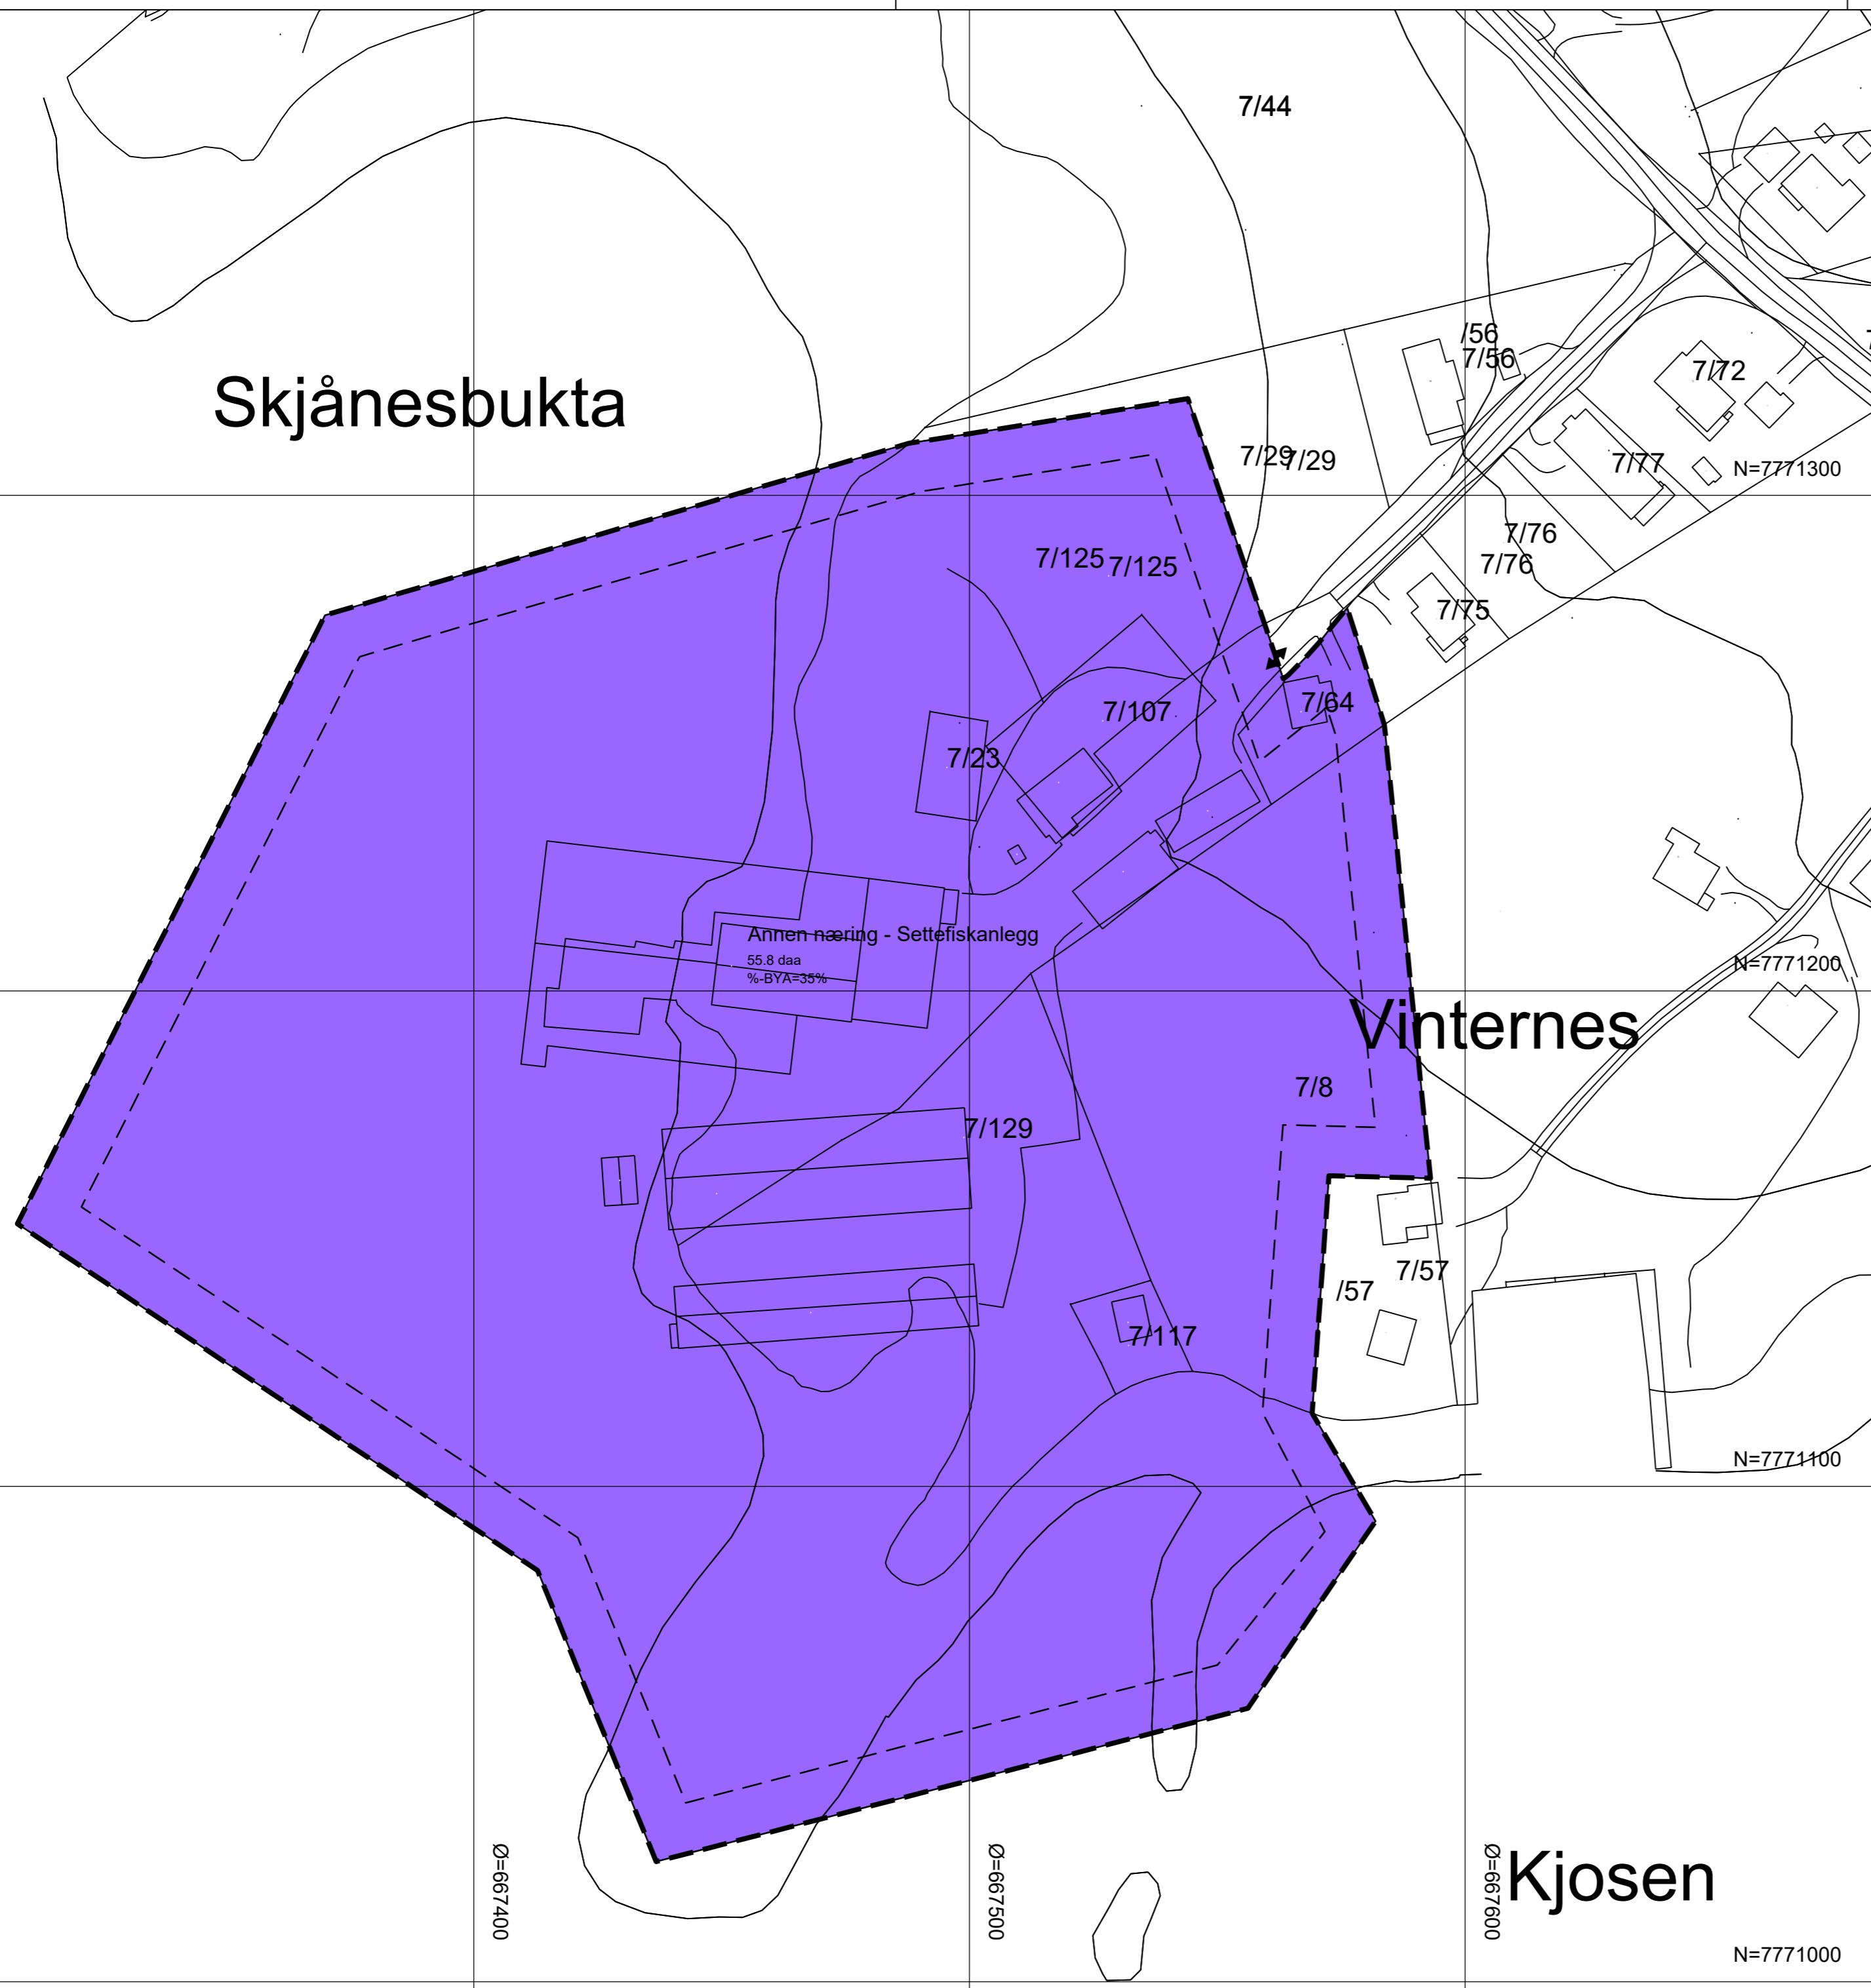 7/44
/56
7/56
7/72
Skjånesbukta
7/29
7/29
7/77
N=7771300
7/76
7/125
7/125
7/76
7/75
7/64
7/107
7/23
Annen næring - Settefiskanlegg
55.8 daa
%-BYA=35%
N=7771200
Vinternes
7/8
7/129
7/57
/57
7/117
N=7771100
Ø=667400
Ø=667500
Ø=667600
Kjosen
N=7771000